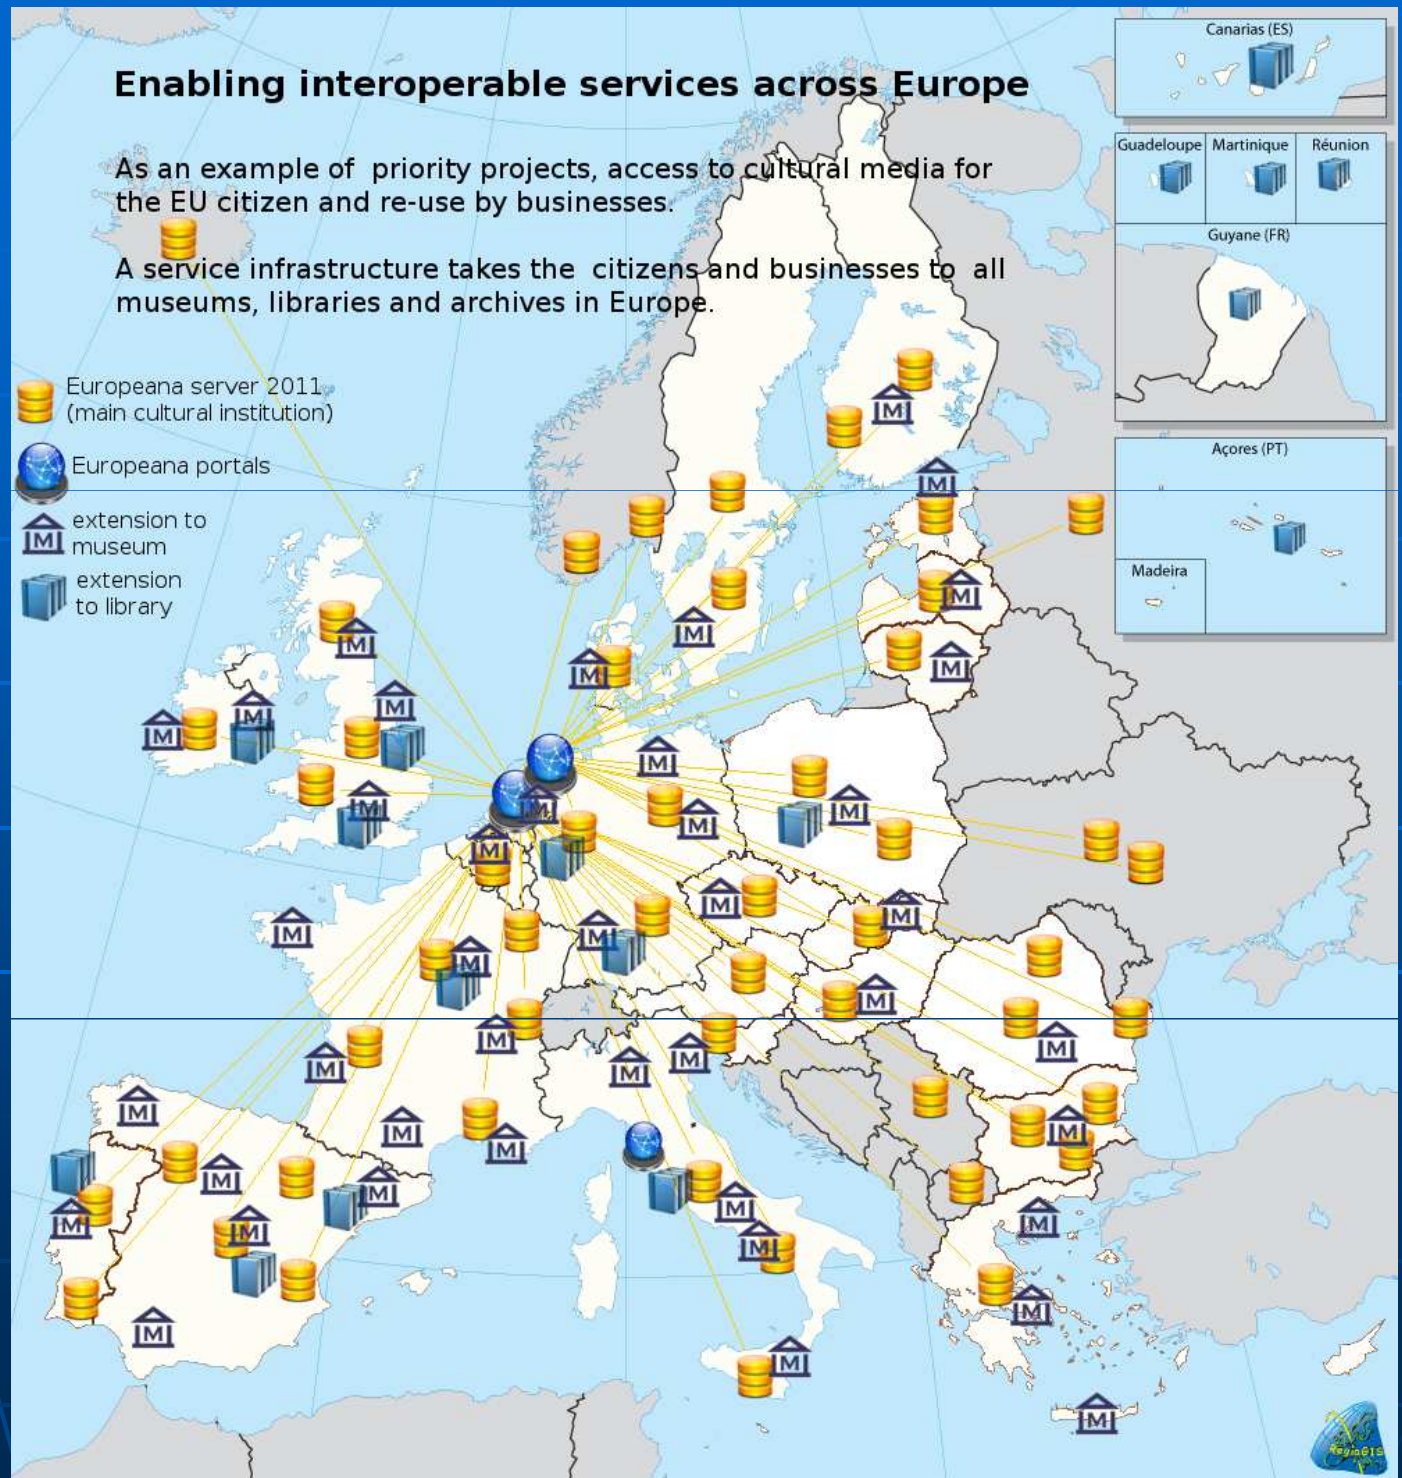 Enabling interoperable services across Europe
As an example of priority projects, access to cultural media for
the EU citizen and re-use by businesses.
A service infrastructure takes the citizens and businesses to all
museums, libraries and archives in Europe.
Europeana server 2011
(main cultural institution)
Europeana portals
extension to
museum
extension
to library
Canarias (ES)
Guadeloupe Martinique Réunion
Guyane (FR)
Açores (PT)
Madeira
RegioGIS